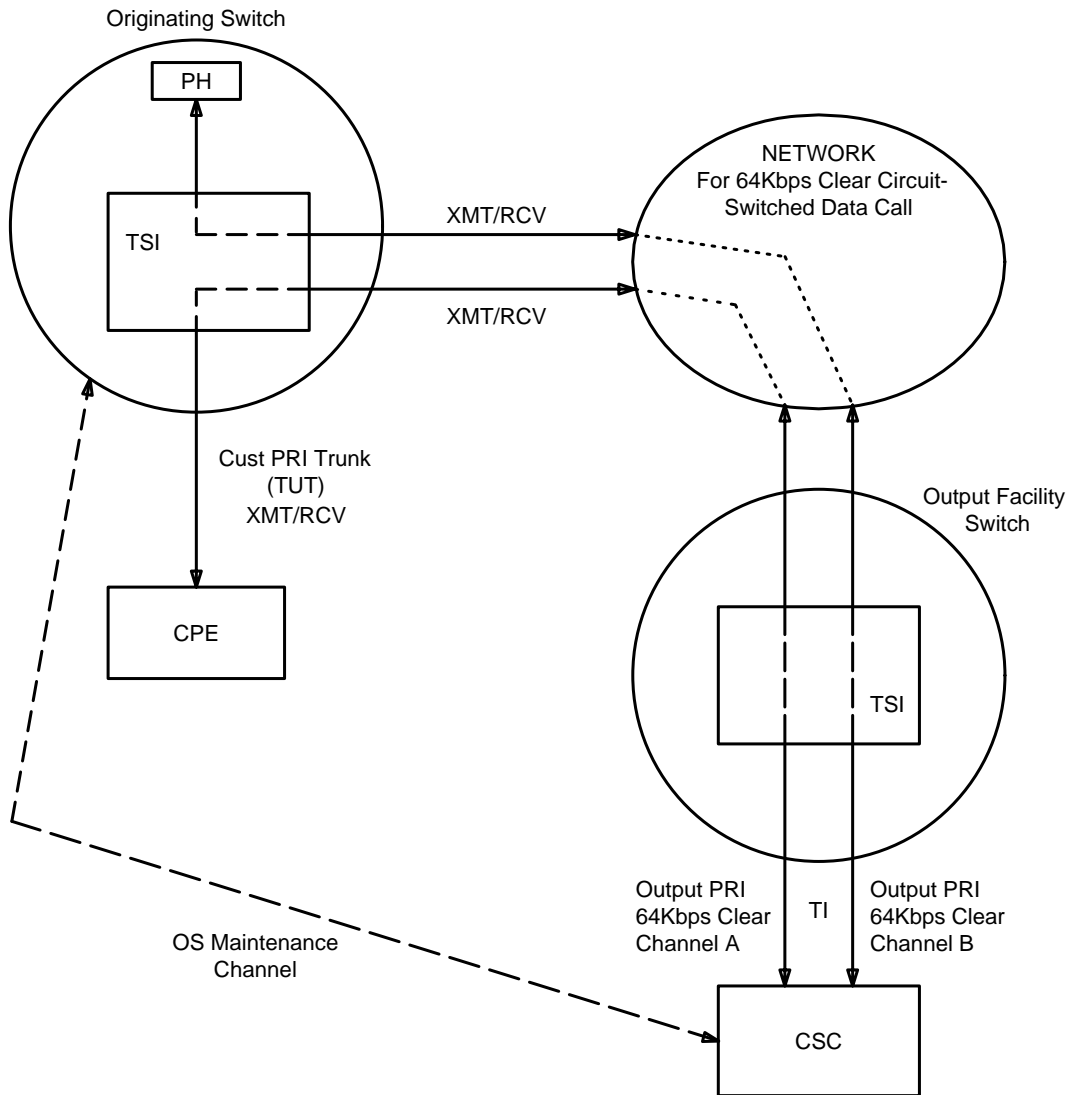 Originating Switch
PH
TSI
XMT/RCV
XMT/RCV
NETWORK
For 64Kbps Clear Circuit-
Switched Data Call
Cust PRI Trunk
(TUT)
XMT/RCV
CPE
Output Facility
Switch
TSI
Output PRI
64Kbps Clear
Channel A
TI
Output PRI
64Kbps Clear
Channel B
OS Maintenance
Channel
CSC